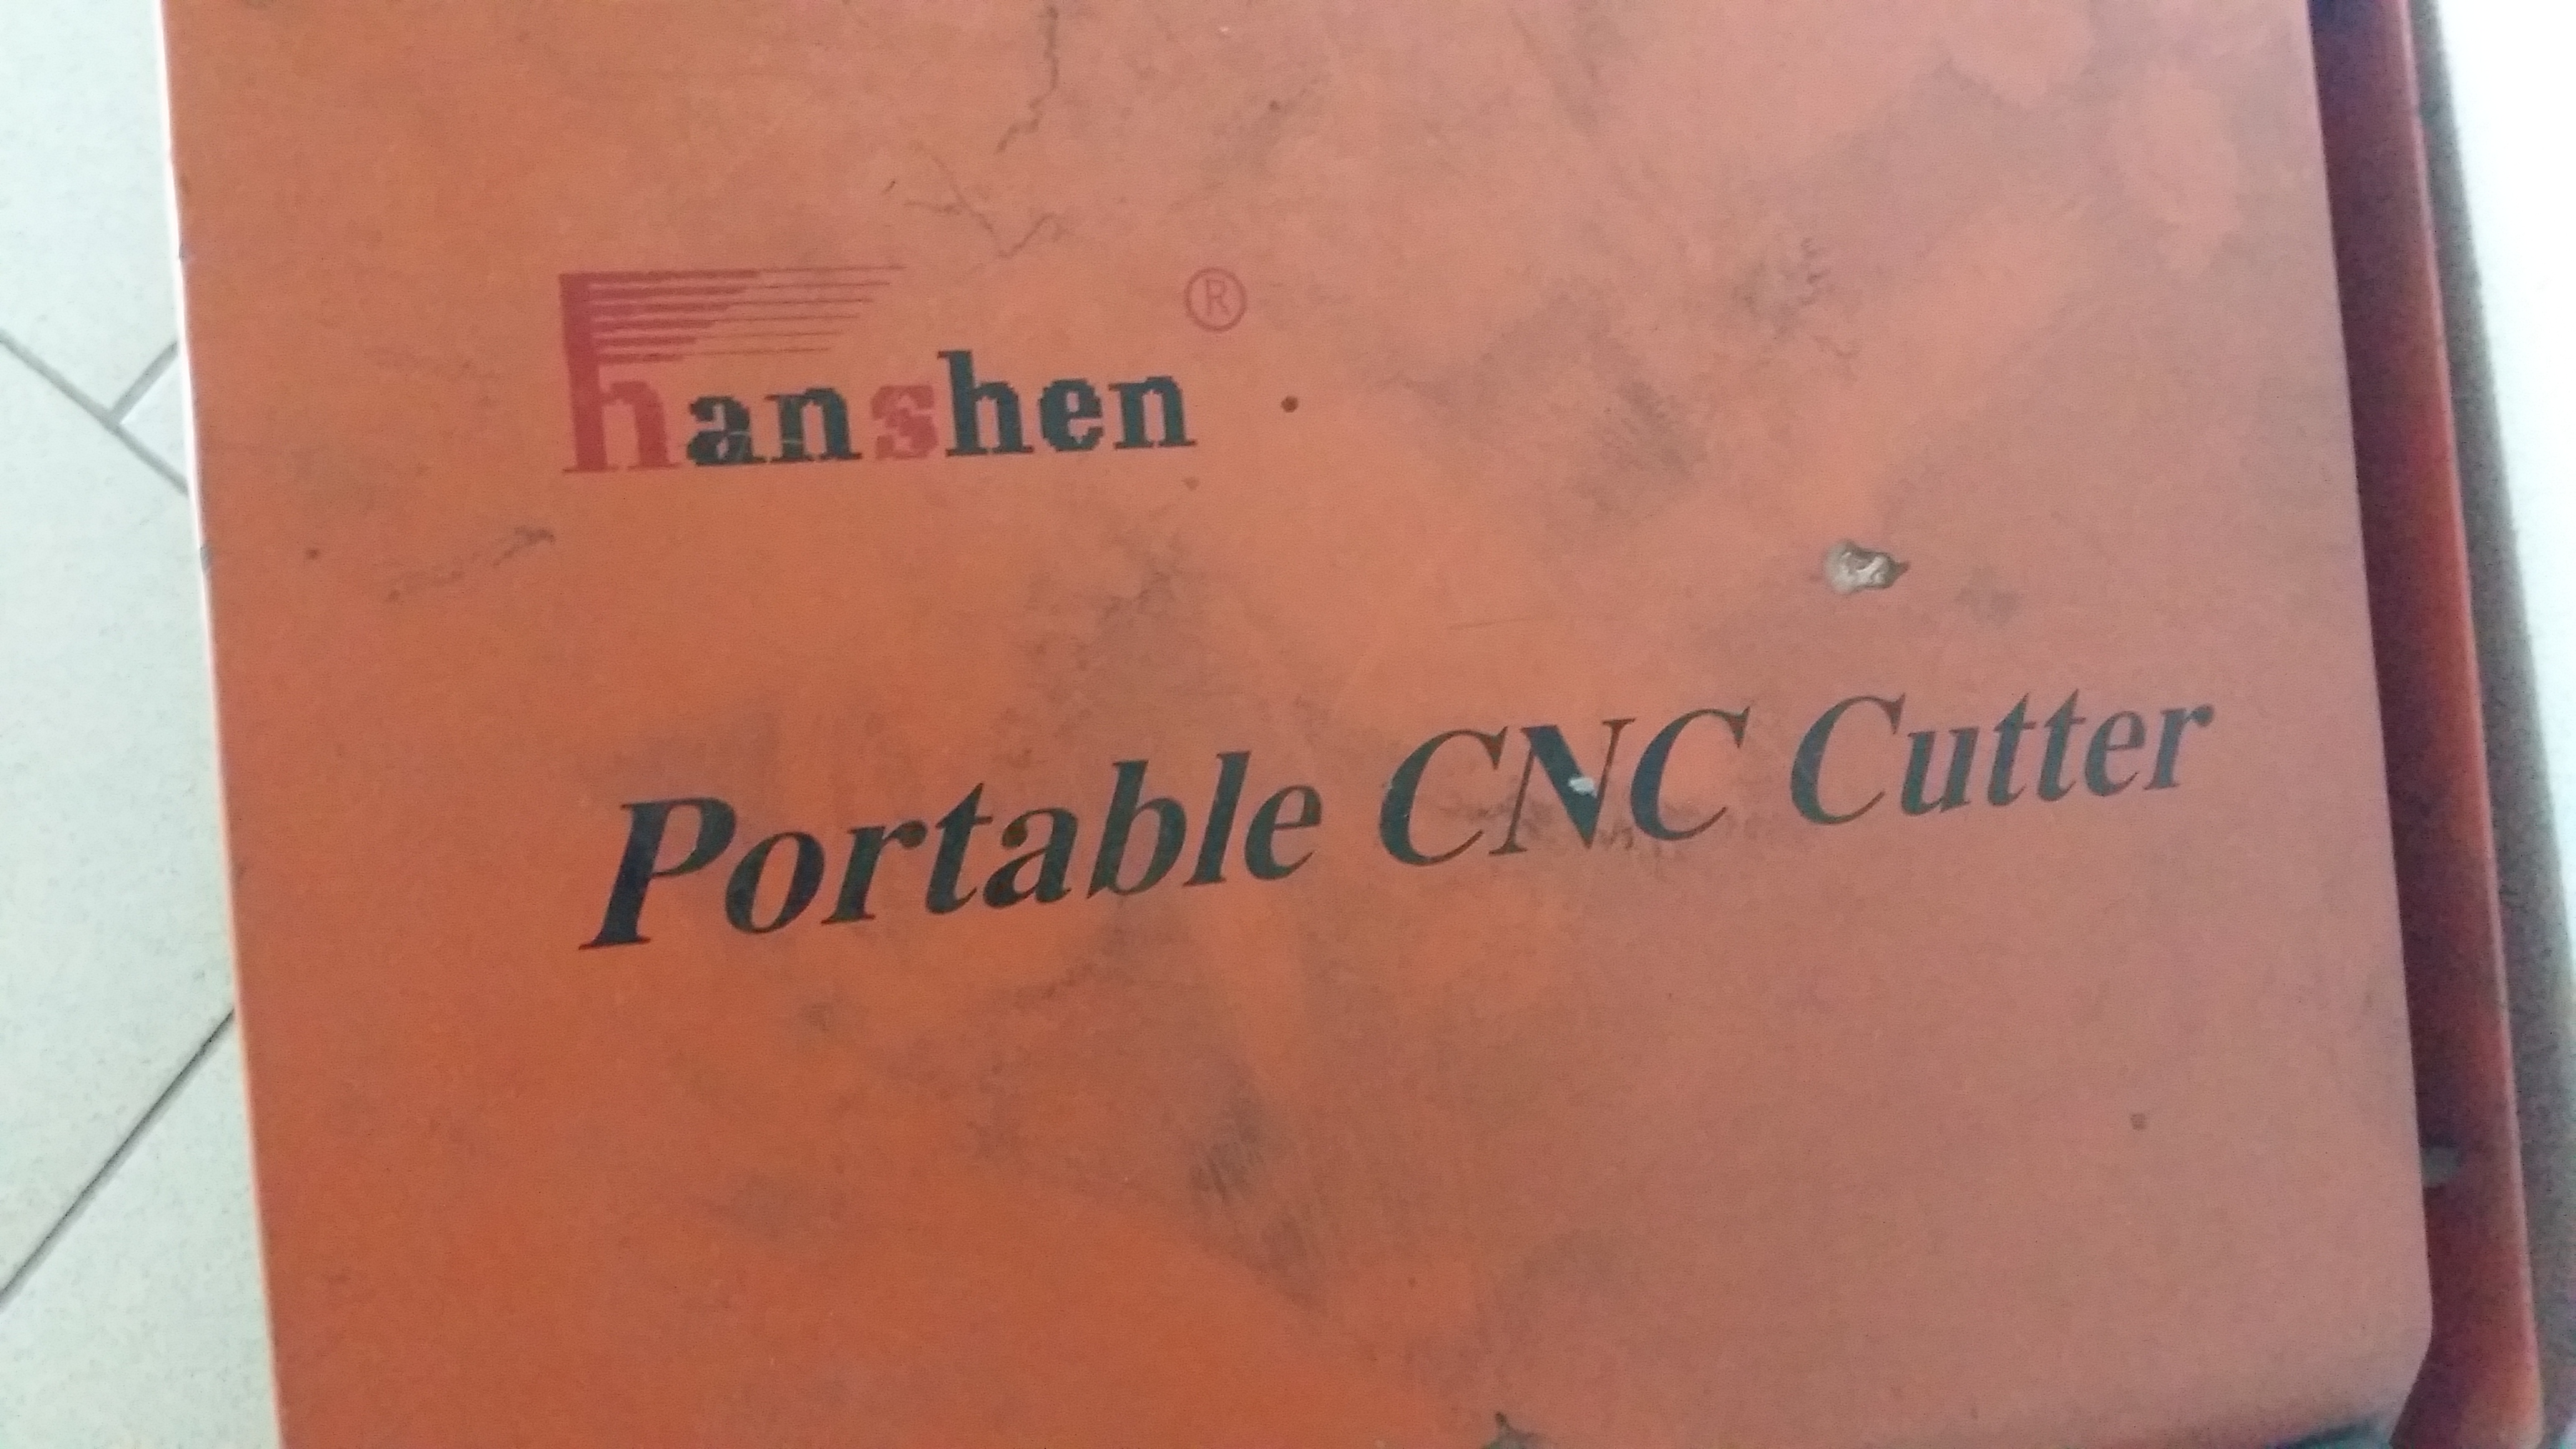 hanshen ®
Portable CNC Cutter